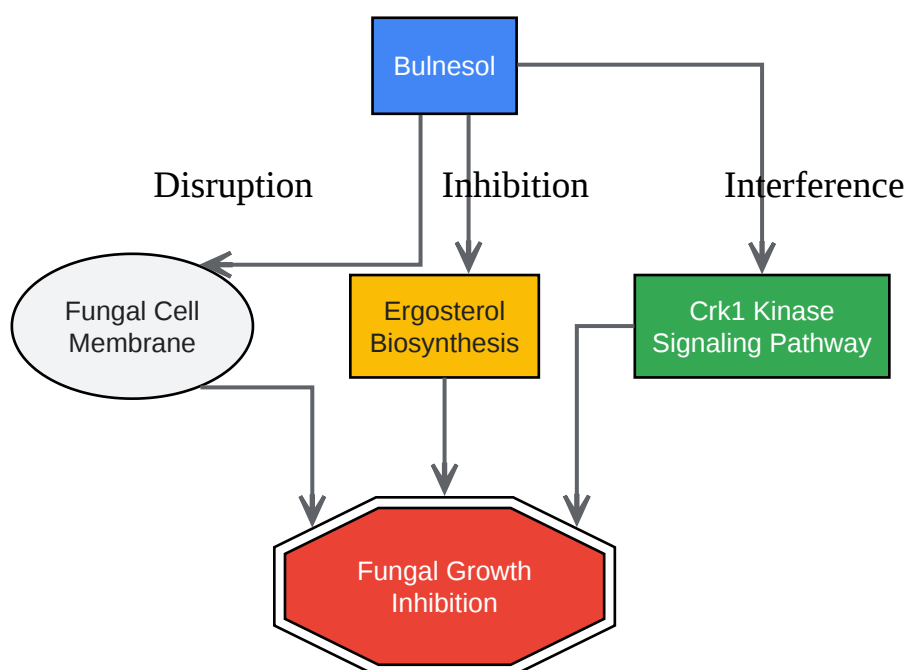 Bulnesol
Disruption
Inhibition
Interference
Fungal Cell
Membrane
Ergosterol
Biosynthesis
Crk1 Kinase
Signaling Pathway
Fungal Growth
Inhibition